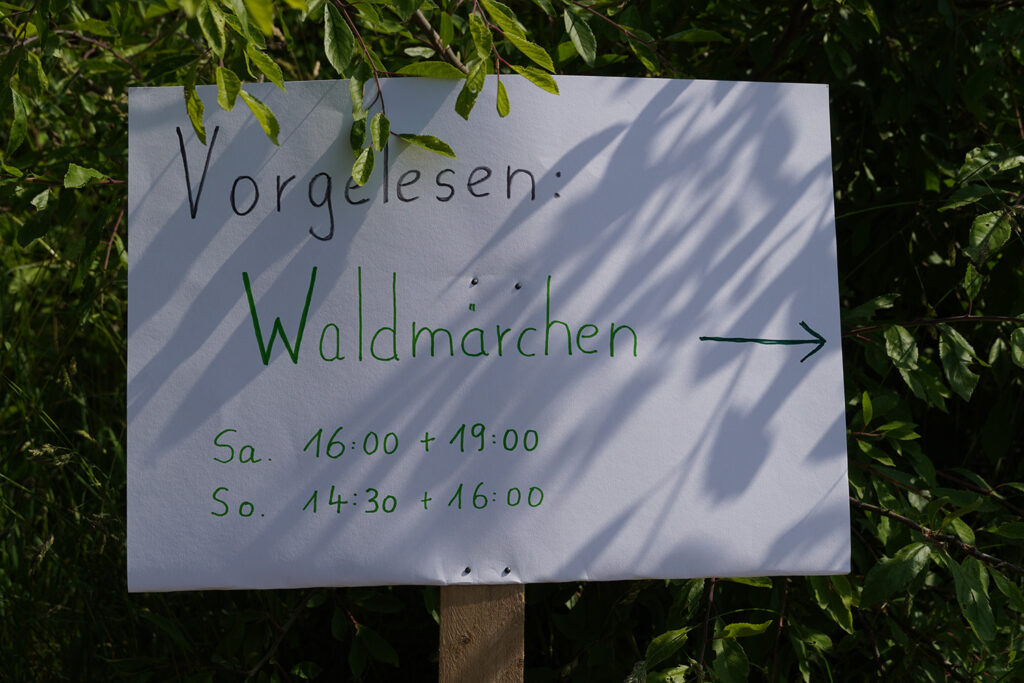 Vorgelesen:
Waldmärchen →
Sa. 16:00 + 19:00
So. 14:30 + 16:00